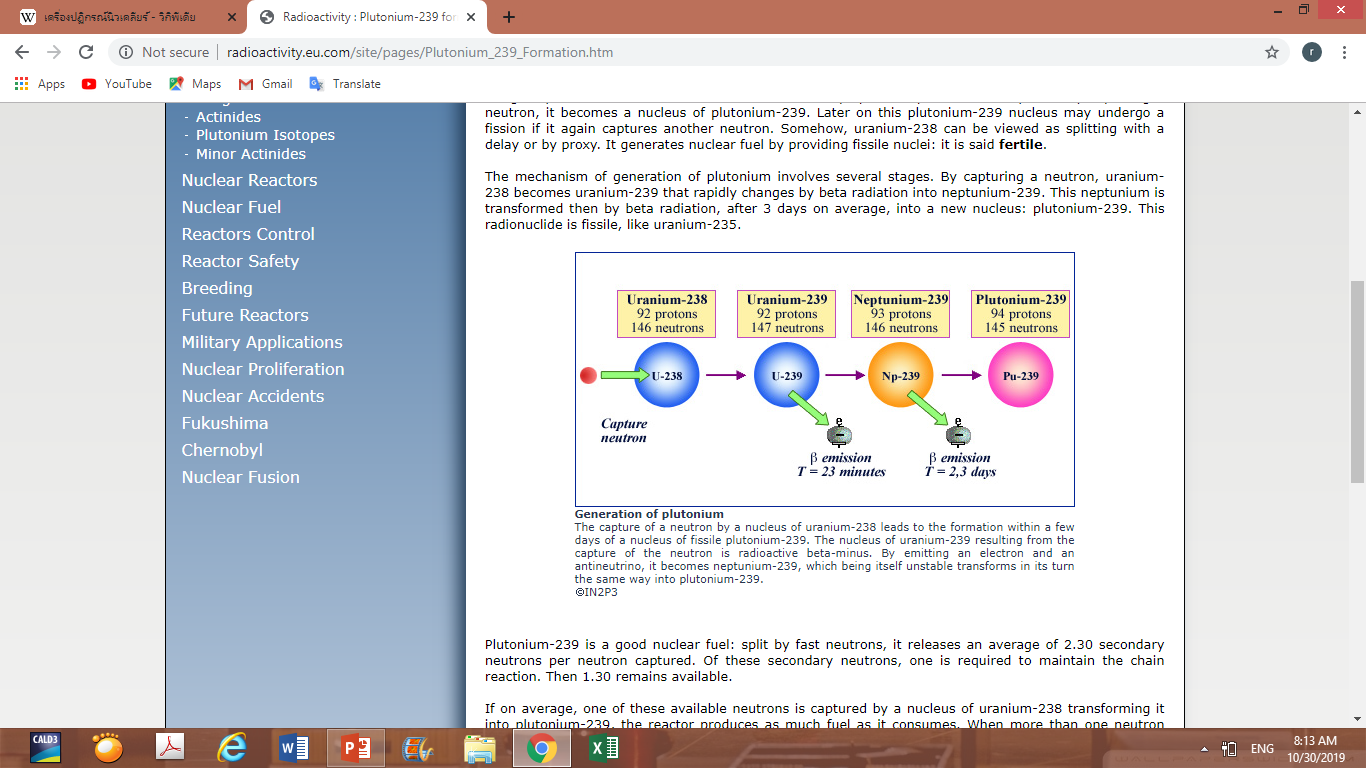 เครื่องปฏิกรณ์นิวเคลียร์ - วิกิพีเดีย
Radioactivity : Plutonium-239 for
Not secure
radioactivity.eu.com/site/pages/Plutonium_239_Formation.htm
r
Apps
YouTube
Maps
Gmail
Translate
- Actinides
- Plutonium Isotopes
- Minor Actinides
Nuclear Reactors
Nuclear Fuel
Reactors Control
Reactor Safety
Breeding
Future Reactors
Military Applications
Nuclear Proliferation
Nuclear Accidents
Fukushima
Chernobyl
Nuclear Fusion
neutron, it becomes a nucleus of plutonium-239. Later on this plutonium-239 nucleus may undergo a
fission if it again captures another neutron. Somehow, uranium-238 can be viewed as splitting with a
delay or by proxy. It generates nuclear fuel by providing fissile nuclei: it is said fertile.
The mechanism of generation of plutonium involves several stages. By capturing a neutron, uranium-
238 becomes uranium-239 that rapidly changes by beta radiation into neptunium-239. This neptunium is
transformed then by beta radiation, after 3 days on average, into a new nucleus: plutonium-239. This
radionuclide is fissile, like uranium-235.
Uranium-238
92 protons
146 neutrons
Uranium-239
92 protons
147 neutrons
Neptunium-239
93 protons
146 neutrons
Plutonium-239
94 protons
145 neutrons
U-238
U-239
Np-239
Pu-239
Capture
neutron
e
β emission
T = 23 minutes
e
β emission
T = 2,3 days
Generation of plutonium
The capture of a neutron by a nucleus of uranium-238 leads to the formation within a few
days of a nucleus of fissile plutonium-239. The nucleus of uranium-239 resulting from the
capture of the neutron is radioactive beta-minus. By emitting an electron and an
antineutrino, it becomes neptunium-239, which being itself unstable transforms in its turn
the same way into plutonium-239.
©IN2P3
Plutonium-239 is a good nuclear fuel: split by fast neutrons, it releases an average of 2.30 secondary
neutrons per neutron captured. Of these secondary neutrons, one is required to maintain the chain
reaction. Then 1.30 remains available.
If on average, one of these available neutrons is captured by a nucleus of uranium-238 transforming it
into plutonium-239, the reactor produces as much fuel as it consumes. When more than one neutron
CALD3
ENG
8:13 AM
10/30/2019